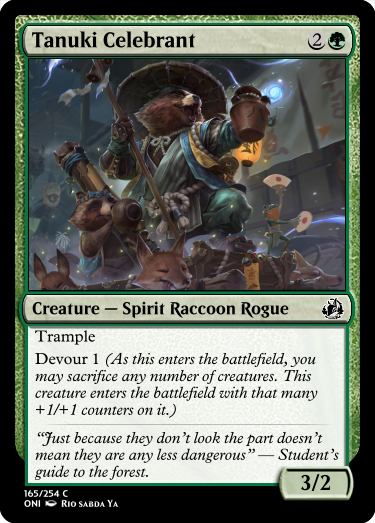 Tanuki Celebrant 2
Creature — Spirit Raccoon Rogue
Trample
Devour 1 (As this enters the battlefield, you
may sacrifice any number of creatures. This
creature enters the battlefield with that many
+1/+1 counters on it.)
“Just because they don’t look the part doesn’t
mean they are any less dangerous” — Student’s
guide to the forest.
3/2
165/254 C
ONI Rio sabda Ya